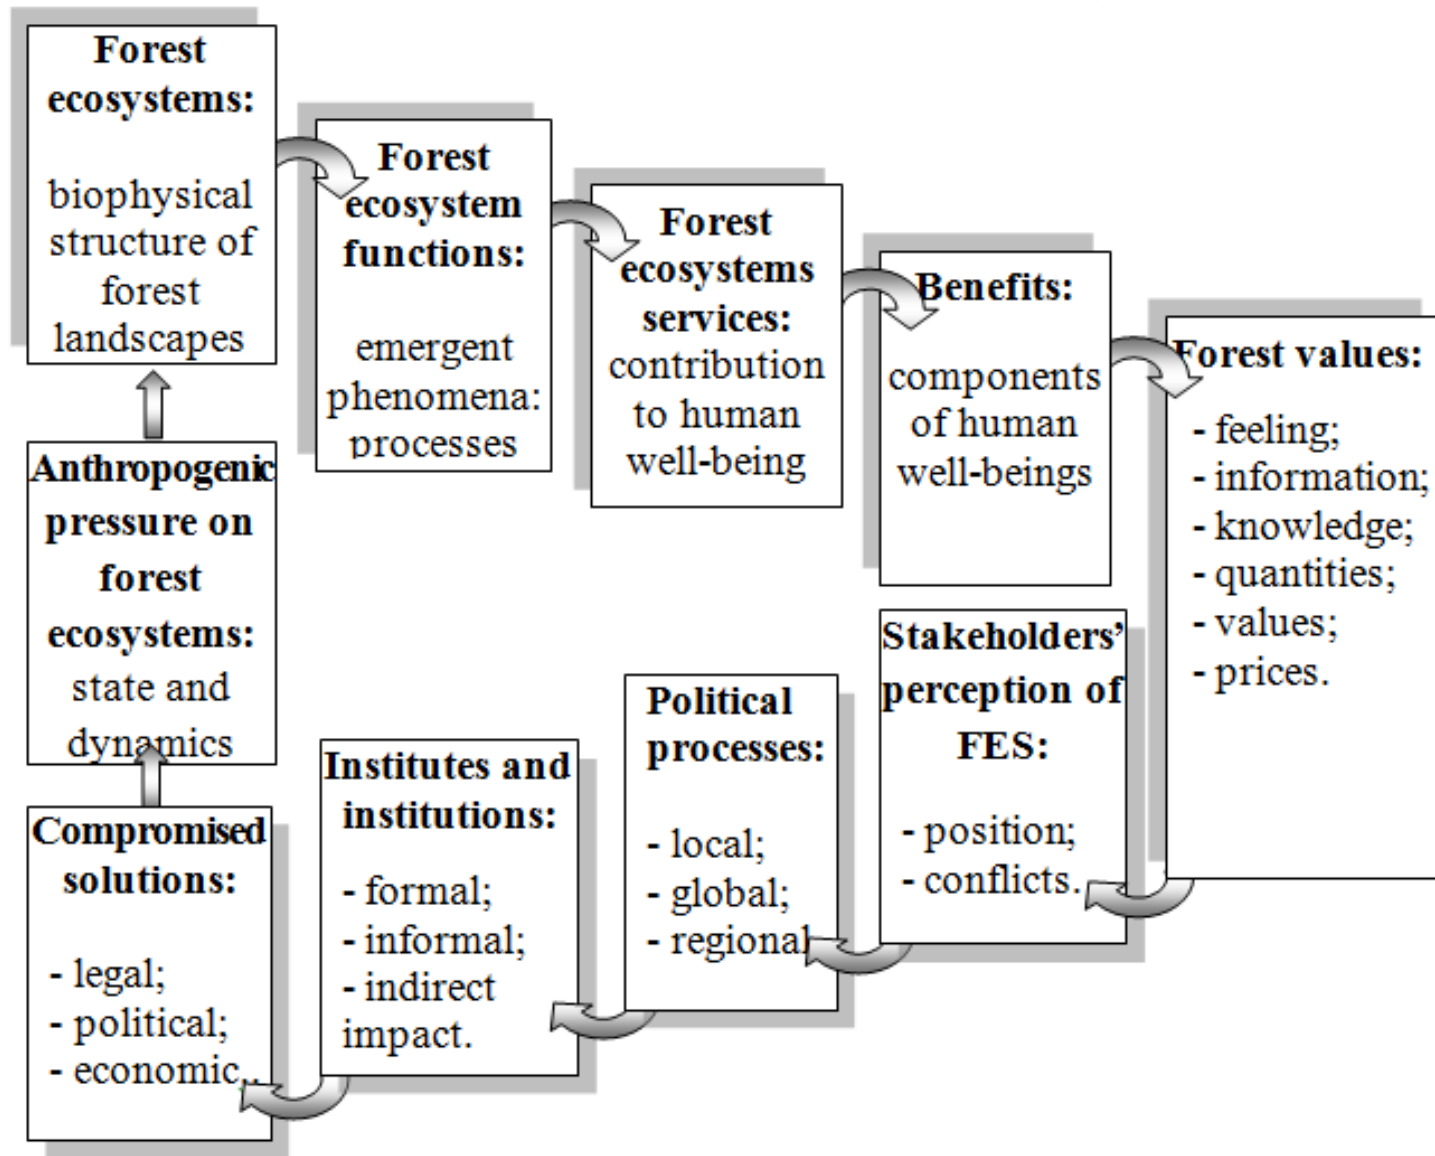 Forest
ecosystems:
biophysical
structure of
forest
landscapes
Forest
ecosystem
functions:
emergent
phenomena:
processes
Forest
ecosystems
services:
contribution
to human
well-being
Benefits:
components
of human
well-beings
Forest values:
- feeling;
- information;
- knowledge;
- quantities;
- values;
- prices.
Stakeholders’
perception of
FES:
- position;
- conflicts.
Political
processes:
- local;
- global;
- regional
Institutes and
institutions:
- formal;
- informal;
- indirect
impact.
Compromised
solutions:
- legal;
- political;
- economic..
Anthropogenic
pressure on
forest
ecosystems:
state and
dynamics